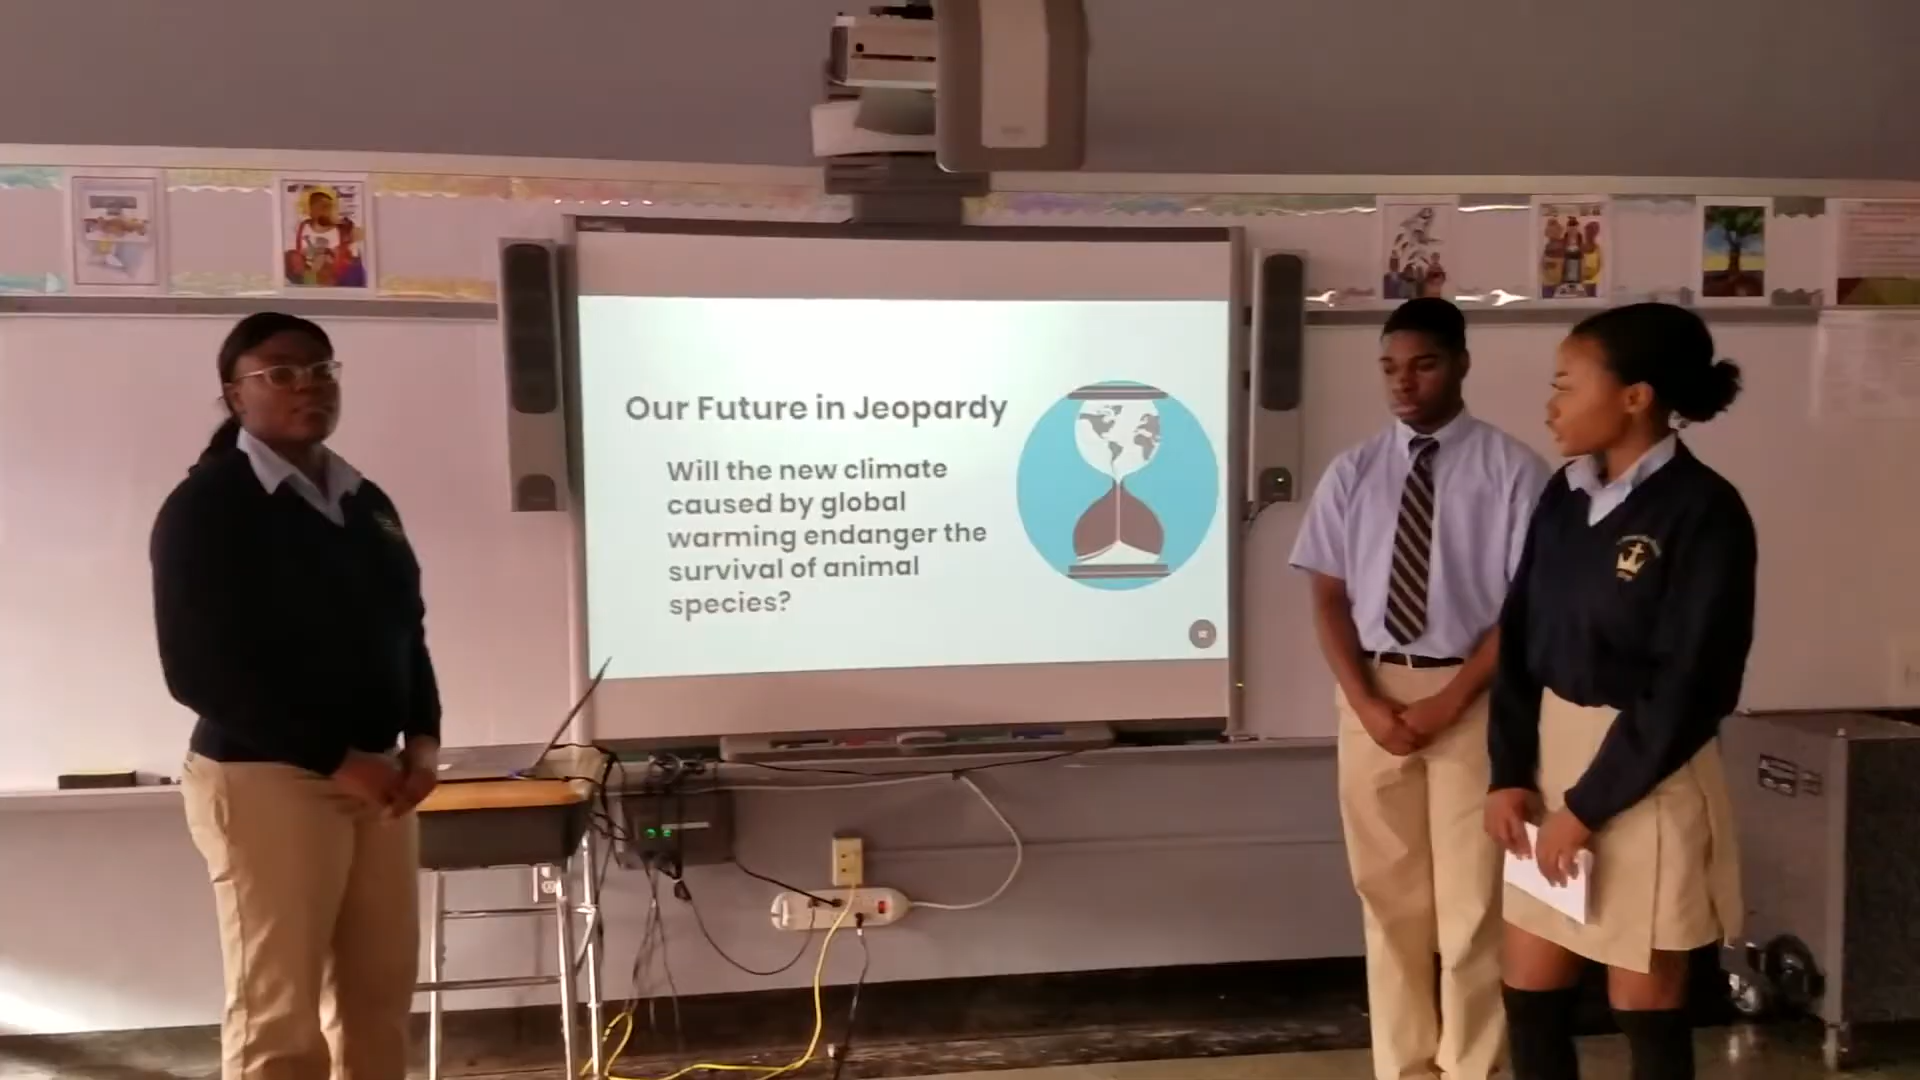 Our Future in Jeopardy
Will the new climate
caused by global
warming endanger the
survival of animal
species?